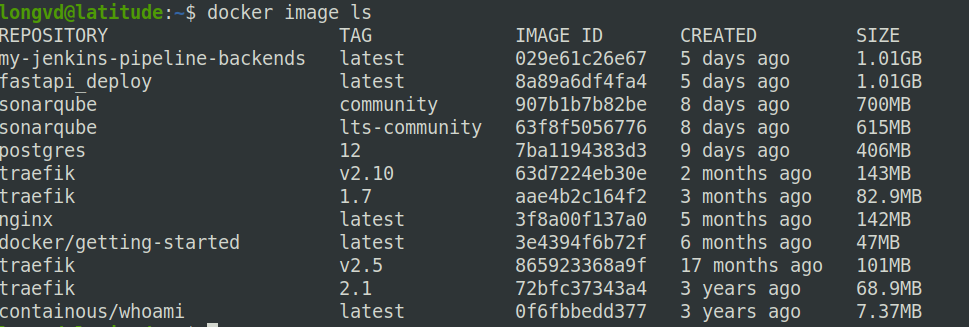 longvd@latitude:~$ docker image ls
REPOSITORY TAG IMAGE ID CREATED SIZE
my-jenkins-pipeline-backends latest 029e61c26e67 5 days ago 1.01GB
fastapi_deploy latest 8a89a6df4fa4 5 days ago 1.01GB
sonarqube community 907b1b7b82be 8 days ago 700MB
sonarqube lts-community 63f8f5056776 8 days ago 615MB
postgres 12 7ba1194383d3 9 days ago 406MB
traefik v2.10 63d7224eb30e 2 months ago 143MB
traefik 1.7 aae4b2c164f2 3 months ago 82.9MB
nginx latest 3f8a00f137a0 5 months ago 142MB
docker/getting-started latest 3e4394f6b72f 6 months ago 47MB
traefik v2.5 865923368a9f 17 months ago 101MB
traefik 2.1 72bfc37343a4 3 years ago 68.9MB
containous/whoami latest 0f6fbbedd377 3 years ago 7.37MB